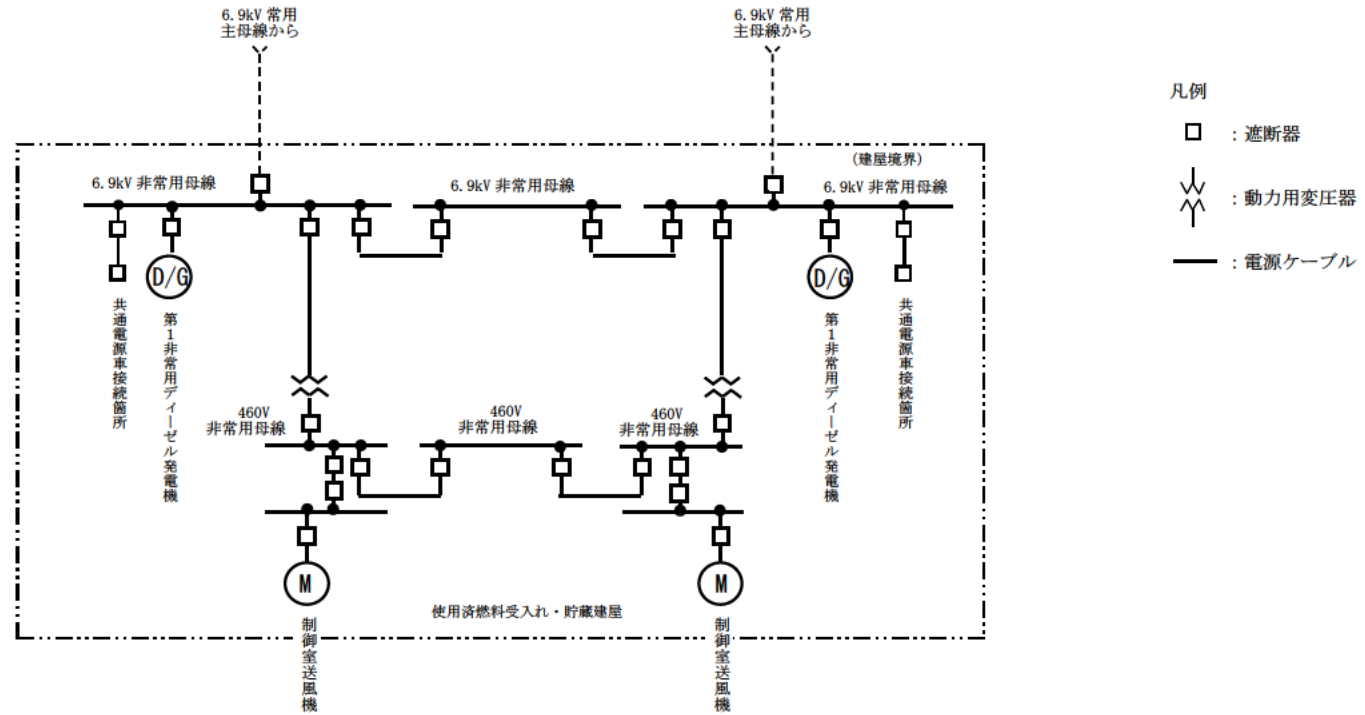 6.9kV 常用
主母線から
6.9kV 常用
主母線から
凡例
：遮断器
：動力用変圧器
：電源ケーブル
(建屋境界)
6.9kV 非常用母線
6.9kV 非常用母線
6.9kV 非常用母線
D/G
D/G
共通電源車接続箇所
第1非常用ディーゼル発電機
第1非常用ディーゼル発電機
共通電源車接続箇所
460V
非常用母線
460V
非常用母線
460V
非常用母線
M
M
使用済燃料受入れ・貯蔵建屋
制御室送風機
制御室送風機